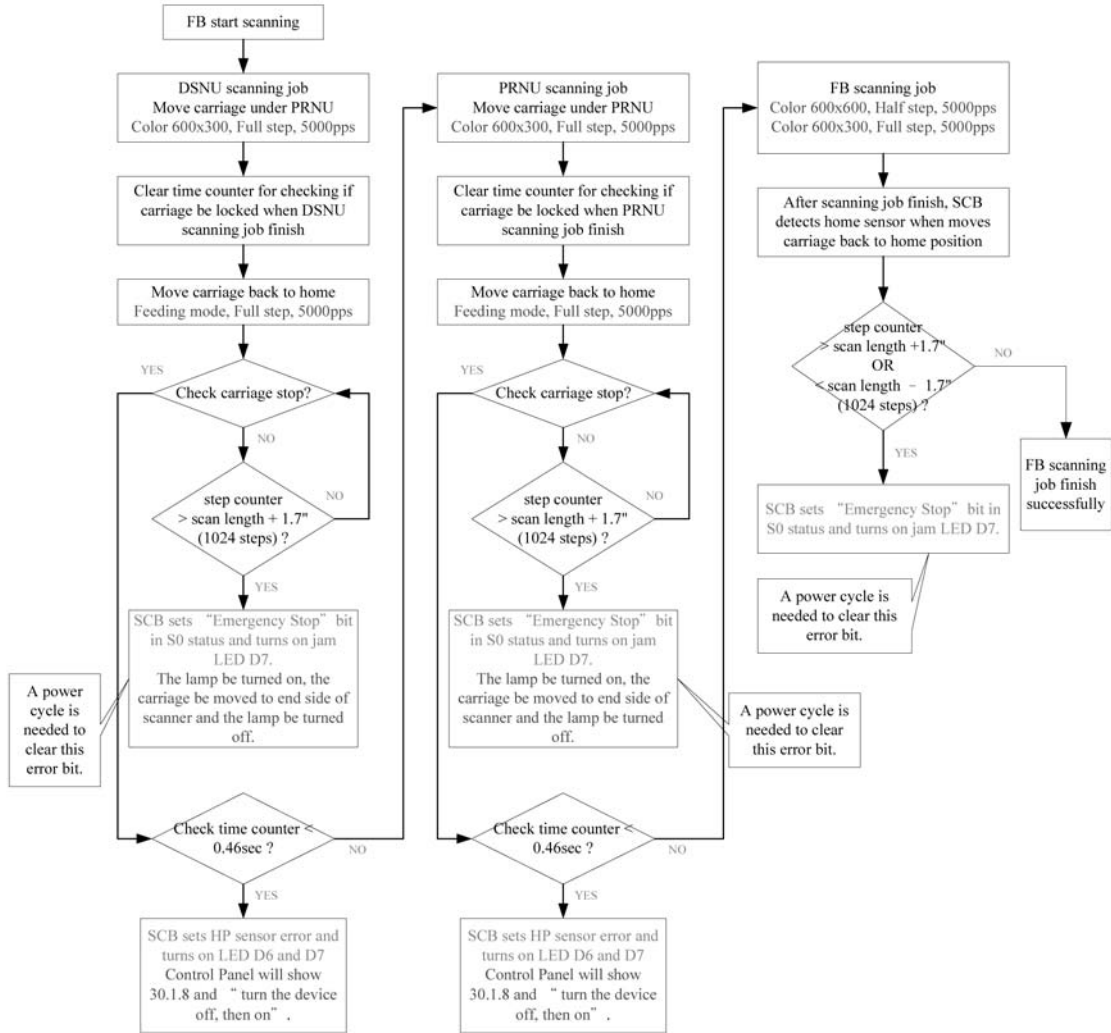 FB start scanning
DSNU scanning job
Move carriage under PRNU
Color 600x300, Full step, 5000pps
Clear time counter for checking if
carriage be locked when DSNU
scanning job finish
Move carriage back to home
Feeding mode, Full step, 5000pps
YES
Check carriage stop?
NO
step counter
> scan length + 1.7"
(1024 steps) ?
NO
YES
SCB sets “Emergency Stop” bit
in S0 status and turns on jam
LED D7.
The lamp be turned on, the
carriage be moved to end side of
scanner and the lamp be turned
off.
A power
cycle is
needed to
clear this
error bit.
Check time counter <
0.46sec ?
NO
YES
SCB sets HP sensor error and
turns on LED D6 and D7
Control Panel will show
30.1.8 and “ turn the device
off, then on” .
PRNU scanning job
Move carriage under PRNU
Color 600x300, Full step, 5000pps
Clear time counter for checking if
carriage be locked when PRNU
scanning job finish
Move carriage back to home
Feeding mode, Full step, 5000pps
YES
Check carriage stop?
NO
step counter
> scan length + 1.7"
(1024 steps) ?
NO
YES
SCB sets “Emergency Stop” bit
in S0 status and turns on jam
LED D7.
The lamp be turned on, the
carriage be moved to end side of
scanner and the lamp be turned
off.
A power cycle is
needed to clear
this error bit.
Check time counter <
0.46sec ?
NO
YES
SCB sets HP sensor error and
turns on LED D6 and D7
Control Panel will show
30.1.8 and “ turn the device
off, then on” .
FB scanning job
Color 600x600, Half step, 5000pps
Color 600x300, Full step, 5000pps
After scanning job finish, SCB
detects home sensor when moves
carriage back to home position
step counter
> scan length +1.7"
OR
< scan length – 1.7"
(1024 steps) ?
NO
YES
FB scanning
job finish
successfully
SCB sets “Emergency Stop” bit in
S0 status and turns on jam LED D7.
A power cycle is
needed to clear this
error bit.